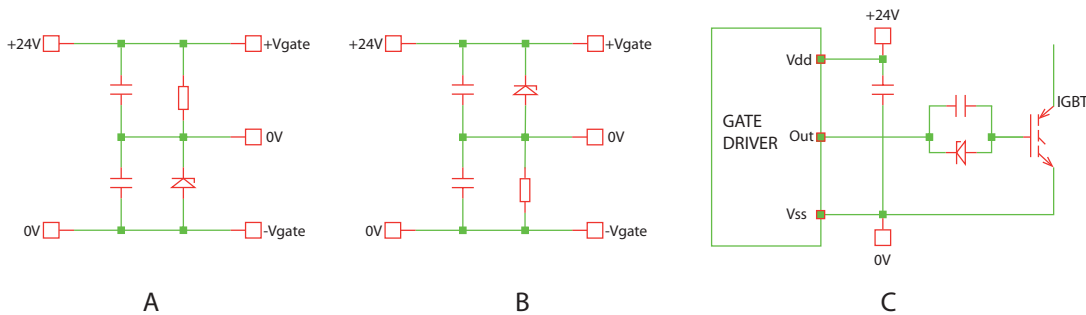 +24V
+Vgate
0V
0V
-Vgate
A
+24V
+Vgate
0V
0V
-Vgate
B
+24V
Vdd
GATE
DRIVER
Out
IGBT
Vss
0V
C